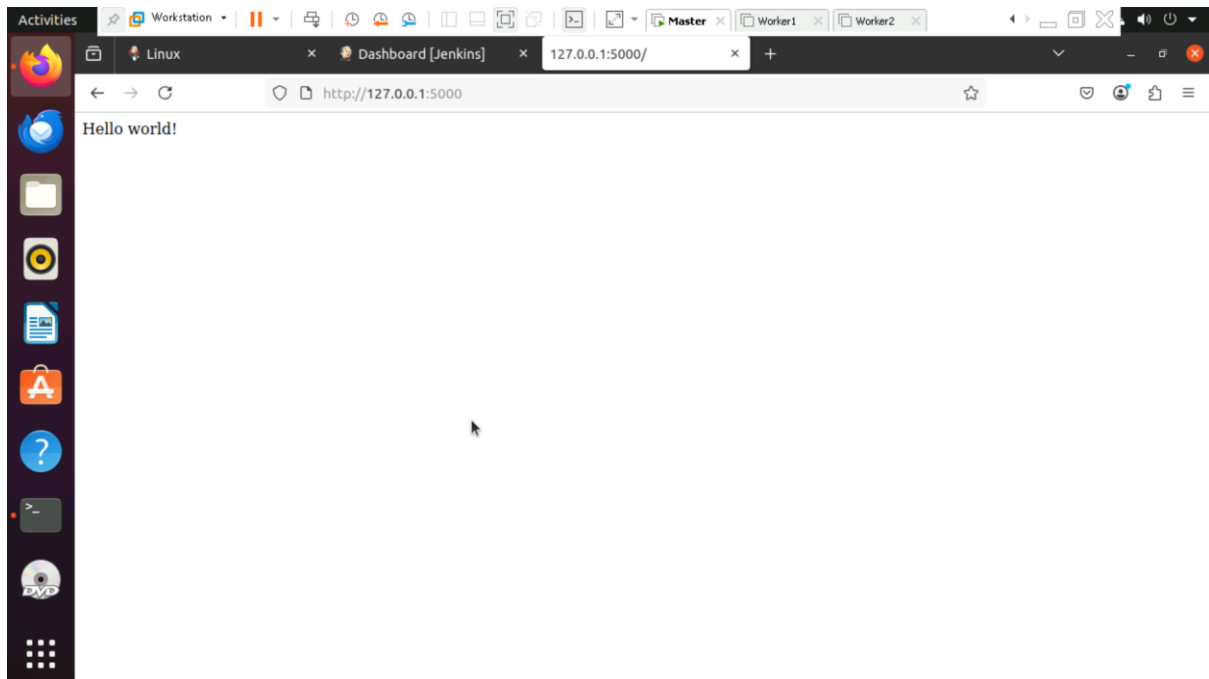 Activities
Workstation
Master
Worker1
Worker2
Linux
Dashboard [Jenkins]
127.0.0.1:5000/
http://127.0.0.1:5000
Hello world!
DVD